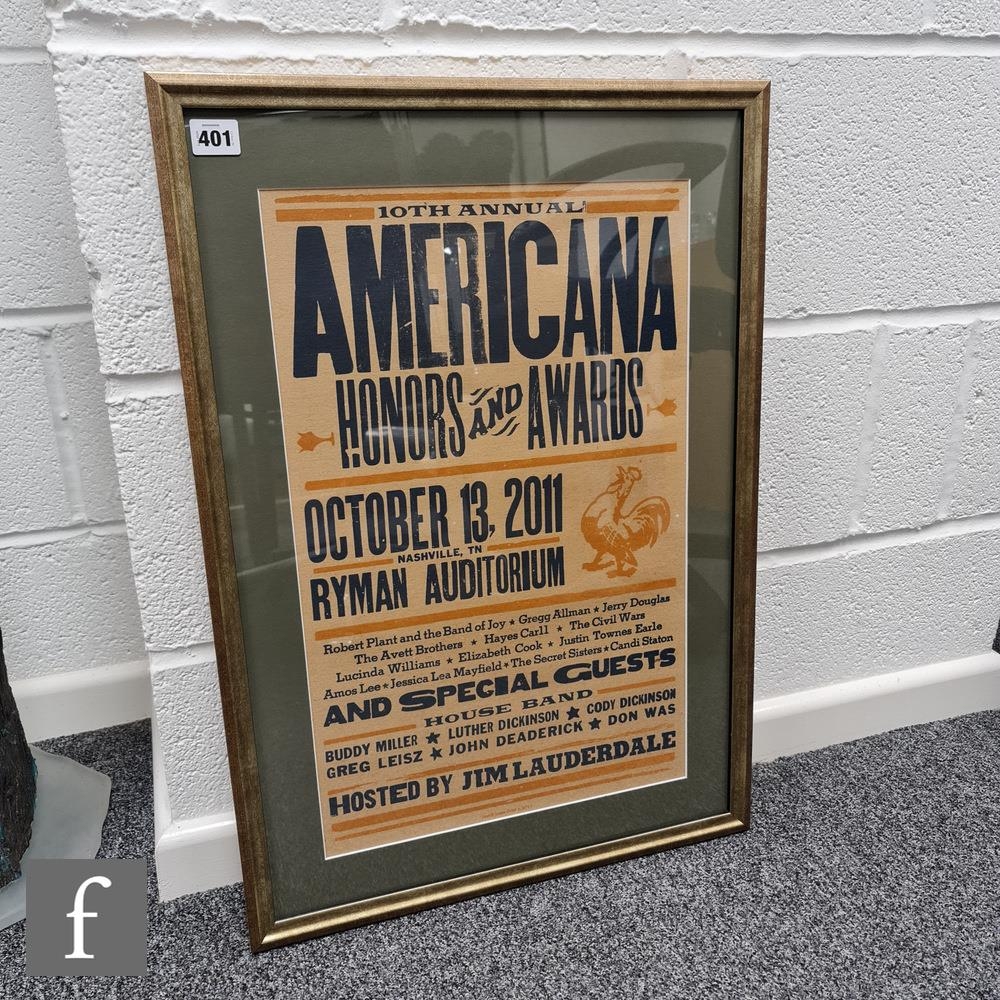 401
10TH ANNUAL
AMERICANA
HONORS AND AWARDS
OCTOBER 13, 2011
NASHVILLE, TN
RYMAN AUDITORIUM
Robert Plant and the Band of Joy ★ Gregg Allman ★ Jerry Douglas
The Avett Brothers ★ Hayes Carll ★ The Civil Wars
Lucinda Williams ★ Elizabeth Cook ★ Justin Townes Earle
Amos Lee ★ Jessica Lea Mayfield ★ The Secret Sisters ★ Candi Staton
AND SPECIAL GUESTS
HOUSE BAND
BUDDY MILLER ★ LUTHER DICKINSON ★ CODY DICKINSON
GREG LEISZ ★ JOHN DEADERICK ★ DON WAS
HOSTED BY JIM LAUDERDALE
f